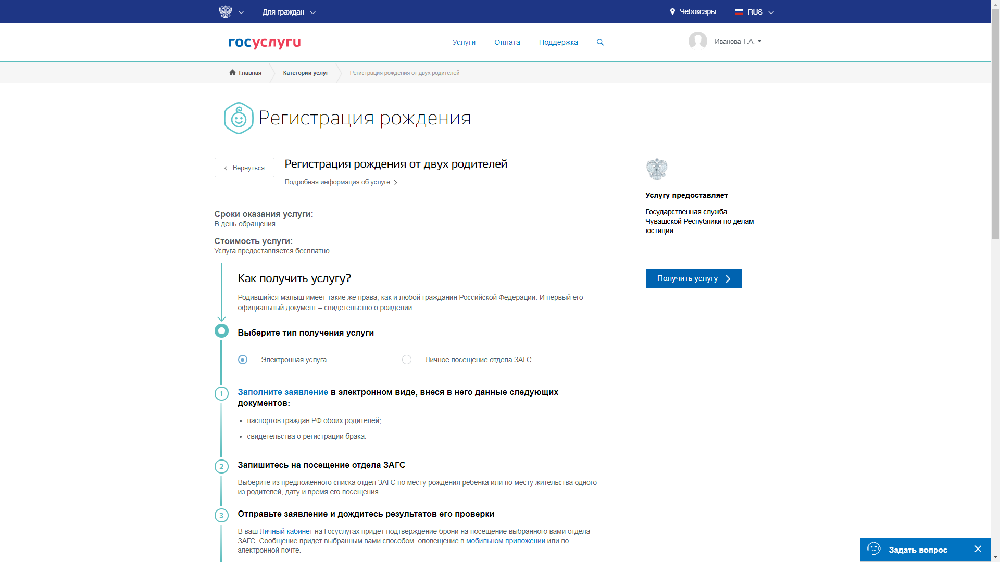 Для граждан
Чебоксары
RUS
госуслуги
Услуги
Оплата
Поддержка
Иванова Т.А.
Главная
Категории услуг
Регистрация рождения от двух родителей
Регистрация рождения
Вернуться
Регистрация рождения от двух родителей
Подробная информация об услуге
Сроки оказания услуги:
В день обращения
Стоимость услуги:
Услуга предоставляется бесплатно
Как получить услугу?
Родившийся малыш имеет такие же права, как и любой гражданин Российской Федерации. И первый его
официальный документ – свидетельство о рождении.
Выберите тип получения услуги
Электронная услуга
Личное посещение отдела ЗАГС
1
Заполните заявление в электронном виде, внеся в него данные следующих
документов:
• паспортов граждан РФ обоих родителей;
• свидетельства о регистрации брака.
2
Запишитесь на посещение отдела ЗАГС
Выберите из предложенного списка отдел ЗАГС по месту рождения ребенка или по месту жительства одного
из родителей, дату и время его посещения.
3
Отправьте заявление и дождитесь результатов его проверки
В ваш Личный кабинет на Госуслугах придёт подтверждение брони на посещение выбранного вами отдела
ЗАГС. Сообщение придет выбранным вами способом: оповещение в мобильном приложении или по
электронной почте.
Услугу предоставляет
Государственная служба
Чувашской Республики по делам
юстиции
Получить услугу
Задать вопрос